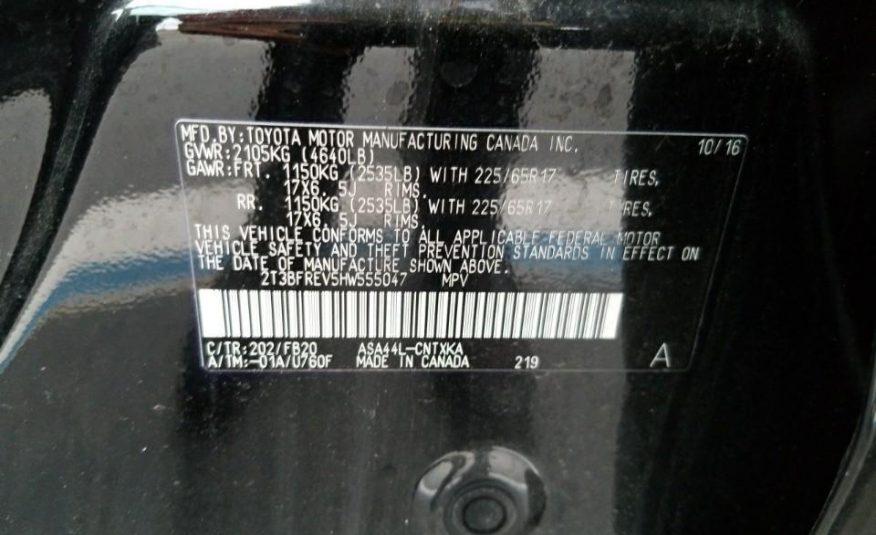 MFD.BY:TOYOTA MOTOR MANUFACTURING CANADA INC. 10/16
GVWR:2105KG (4640LB)
GAWR:FRT. 1150KG (2535LB) WITH 225/65R17 TIRES,
17X6. 5J RIMS.
RR. 1150KG (2535LB) WITH 225/65R17 TIRES,
17X6. 5J RIMS.
THIS VEHICLE CONFORMS TO ALL APPLICABLE FEDERAL MOTOR
VEHICLE SAFETY AND THEFT PREVENTION STANDARDS IN EFFECT ON
THE DATE OF MANUFACTURE SHOWN ABOVE.
2T3BFREV5HW555047 MPV
C/TR:202/FB20 ASA44L-CNTXKA
A/TM:-01A/U760F MADE IN CANADA 219 A